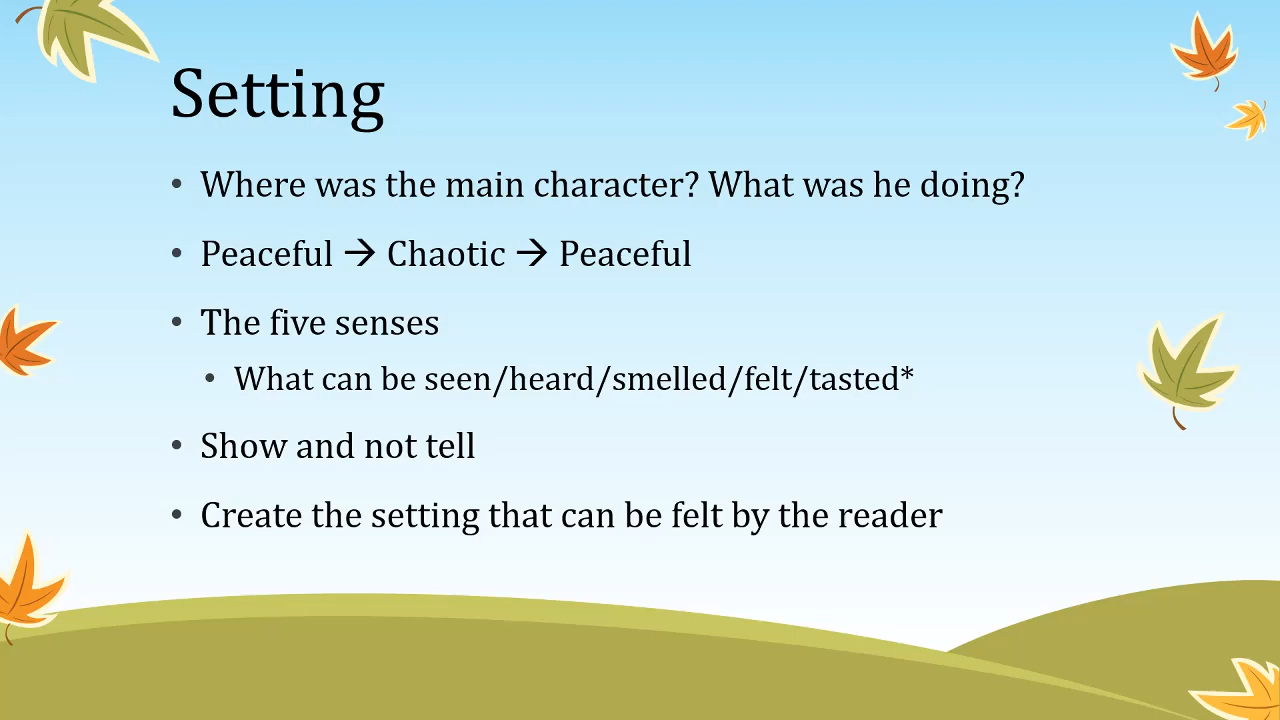 Setting
• Where was the main character? What was he doing?
• Peaceful → Chaotic → Peaceful
• The five senses
• What can be seen/heard/smelled/felt/tasted*
• Show and not tell
• Create the setting that can be felt by the reader